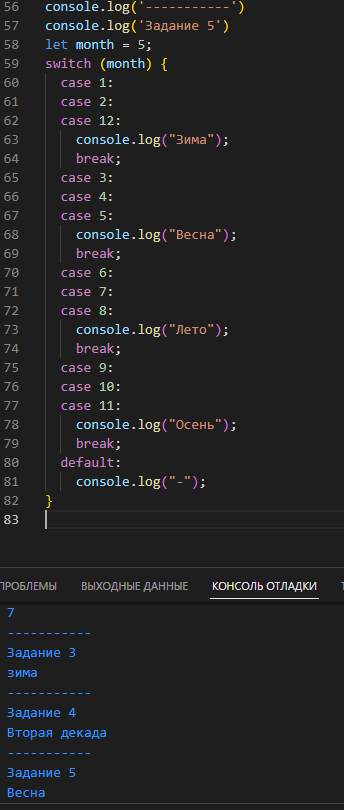 56 console.log('-----------')
57 console.log('Задание 5')
58 let month = 5;
59 switch (month) {
60 case 1:
61 case 2:
62 case 12:
63 console.log("Зима");
64 break;
65 case 3:
66 case 4:
67 case 5:
68 console.log("Весна");
69 break;
70 case 6:
71 case 7:
72 case 8:
73 console.log("Лето");
74 break;
75 case 9:
76 case 10:
77 case 11:
78 console.log("Осень");
79 break;
80 default:
81 console.log("-");
82 }
83
ПРОБЛЕМЫ ВЫХОДНЫЕ ДАННЫЕ КОНСОЛЬ ОТЛАДКИ
7
-----------
Задание 3
зима
-----------
Задание 4
Вторая декада
-----------
Задание 5
Весна